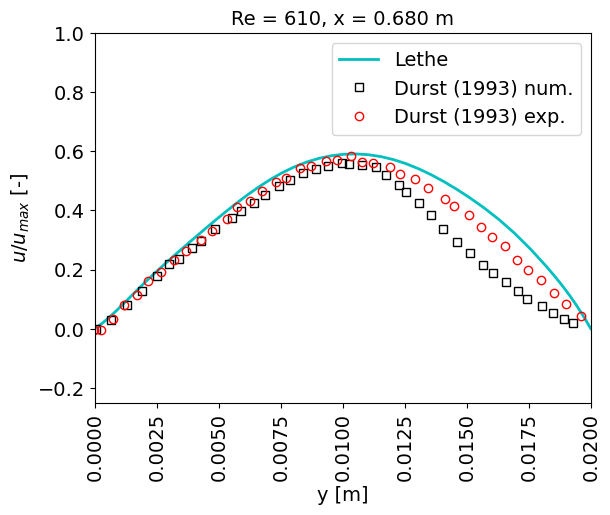 Re = 610, x = 0.680 m
Lethe
Durst (1993) num.
Durst (1993) exp.
u/u_max [-]
1.0
0.8
0.6
0.4
0.2
0.0
−0.2
0.0000
0.0025
0.0050
0.0075
0.0100
0.0125
0.0150
0.0175
0.0200
y [m]